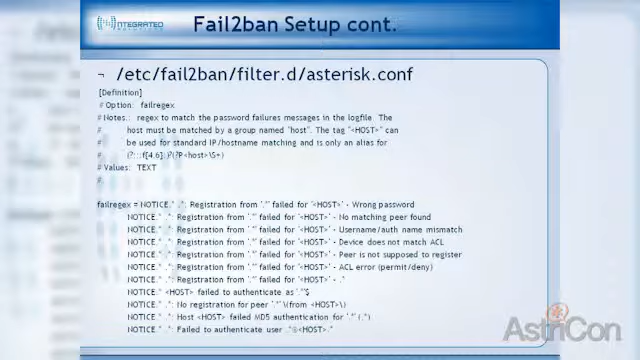 INTEGRATED
Fail2ban Setup cont.
¬ /etc/fail2ban/filter.d/asterisk.conf
[Definition]
# Option: failregex
# Notes.: regex to match the password failures messages in the logfile. The
# host must be matched by a group named "host". The tag "<HOST>" can
# be used for standard IP/hostname matching and is only an alias for
# (?:::f{4,6}:)?(?P<host>\S+)
# Values: TEXT
#
failregex = NOTICE.* .*: Registration from '.*' failed for '<HOST>' - Wrong password
NOTICE.* .*: Registration from '.*' failed for '<HOST>' - No matching peer found
NOTICE.* .*: Registration from '.*' failed for '<HOST>' - Username/auth name mismatch
NOTICE.* .*: Registration from '.*' failed for '<HOST>' - Device does not match ACL
NOTICE.* .*: Registration from '.*' failed for '<HOST>' - Peer is not supposed to register
NOTICE.* .*: Registration from '.*' failed for '<HOST>' - ACL error (permit/deny)
NOTICE.* .*: Registration from '.*' failed for '<HOST>' - .*
NOTICE.* <HOST> failed to authenticate as '.*'$
NOTICE.* .*: No registration for peer '.*' \(from <HOST>\)
NOTICE.* .*: Host <HOST> failed MD5 authentication for '.*' (.*)
NOTICE.* .*: Failed to authenticate user .*@<HOST>.*
AstriCon